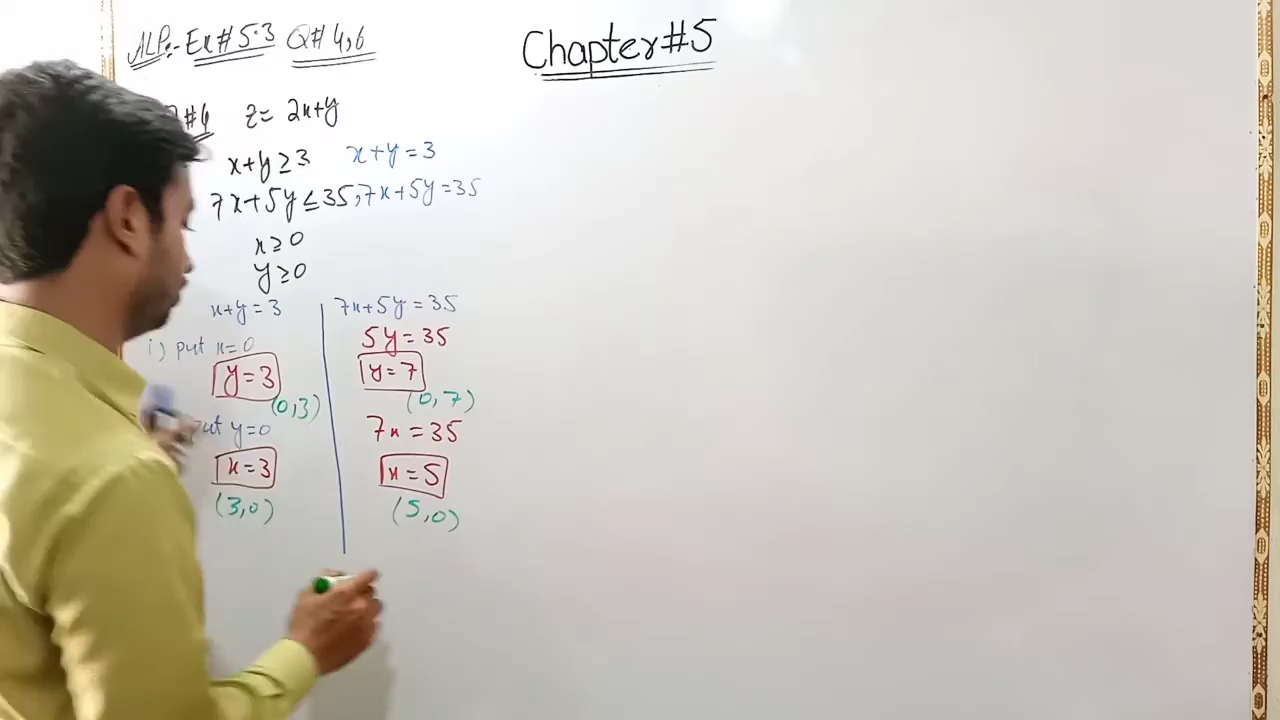 ALP:- Ex#5.3 Q#4,6
Chapter#5
#4 z= 2x+y
x+y≥3 x+y=3
7x+5y≤35, 7x+5y=35
x≥0
y≥0
x+y=3 7x+5y=35
i) put x=0 5y=35
y=3 y=7
(0,3) (0,7)
put y=0 7x=35
x=3 x=5
(3,0) (5,0)